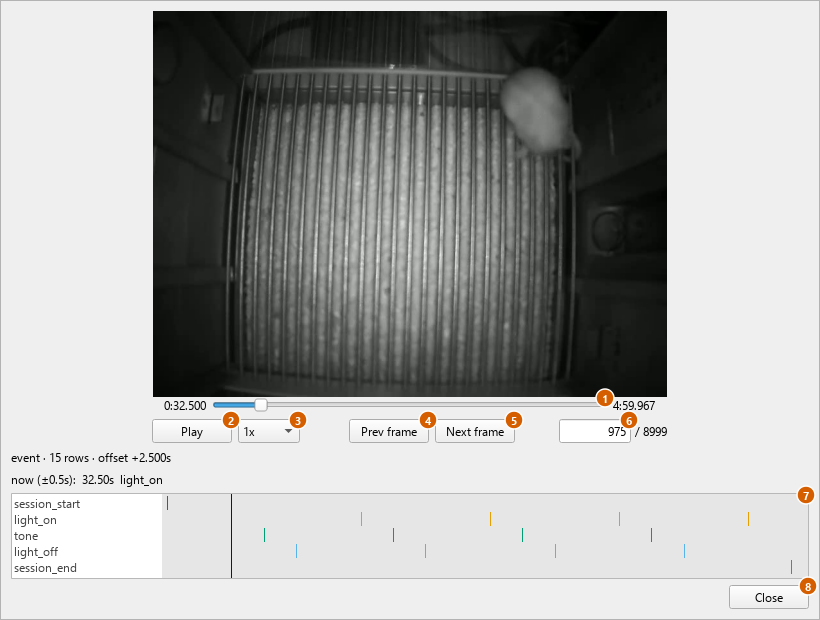 0:32.500 1 4:59.967
Play 2 1x 3 Prev frame 4 Next frame 5 975 6 / 8999
event · 15 rows · offset +2.500s
now (±0.5s): 32.50s light_on
7
session_start
light_on
tone
light_off
session_end
Close 8